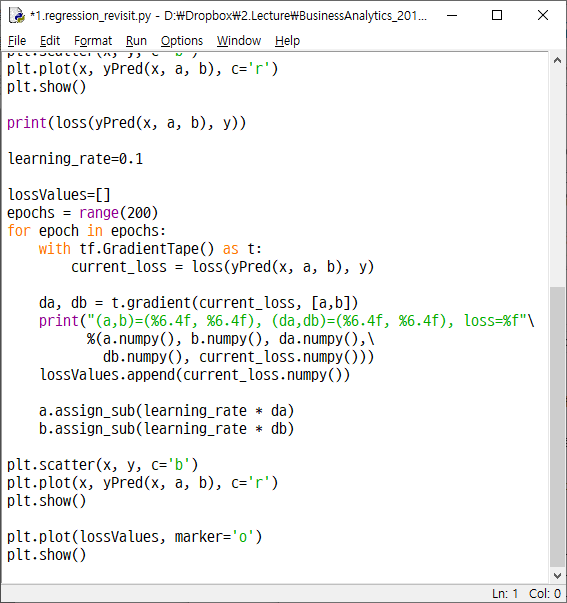 *1.regression_revisit.py - D:₩Dropbox₩2.Lecture₩BusinessAnalytics_201...
File Edit Format Run Options Window Help
plt.scatter(x, y, c='b')
plt.plot(x, yPred(x, a, b), c='r')
plt.show()
print(loss(yPred(x, a, b), y))
learning_rate=0.1
lossValues=[]
epochs = range(200)
for epoch in epochs:
    with tf.GradientTape() as t:
        current_loss = loss(yPred(x, a, b), y)
    da, db = t.gradient(current_loss, [a,b])
    print("(a,b)=(%6.4f, %6.4f), (da,db)=(%6.4f, %6.4f), loss=%f"\
          %(a.numpy(), b.numpy(), da.numpy(),\
            db.numpy(), current_loss.numpy()))
    lossValues.append(current_loss.numpy())
    a.assign_sub(learning_rate * da)
    b.assign_sub(learning_rate * db)
plt.scatter(x, y, c='b')
plt.plot(x, yPred(x, a, b), c='r')
plt.show()
plt.plot(lossValues, marker='o')
plt.show()
Ln: 1 Col: 0